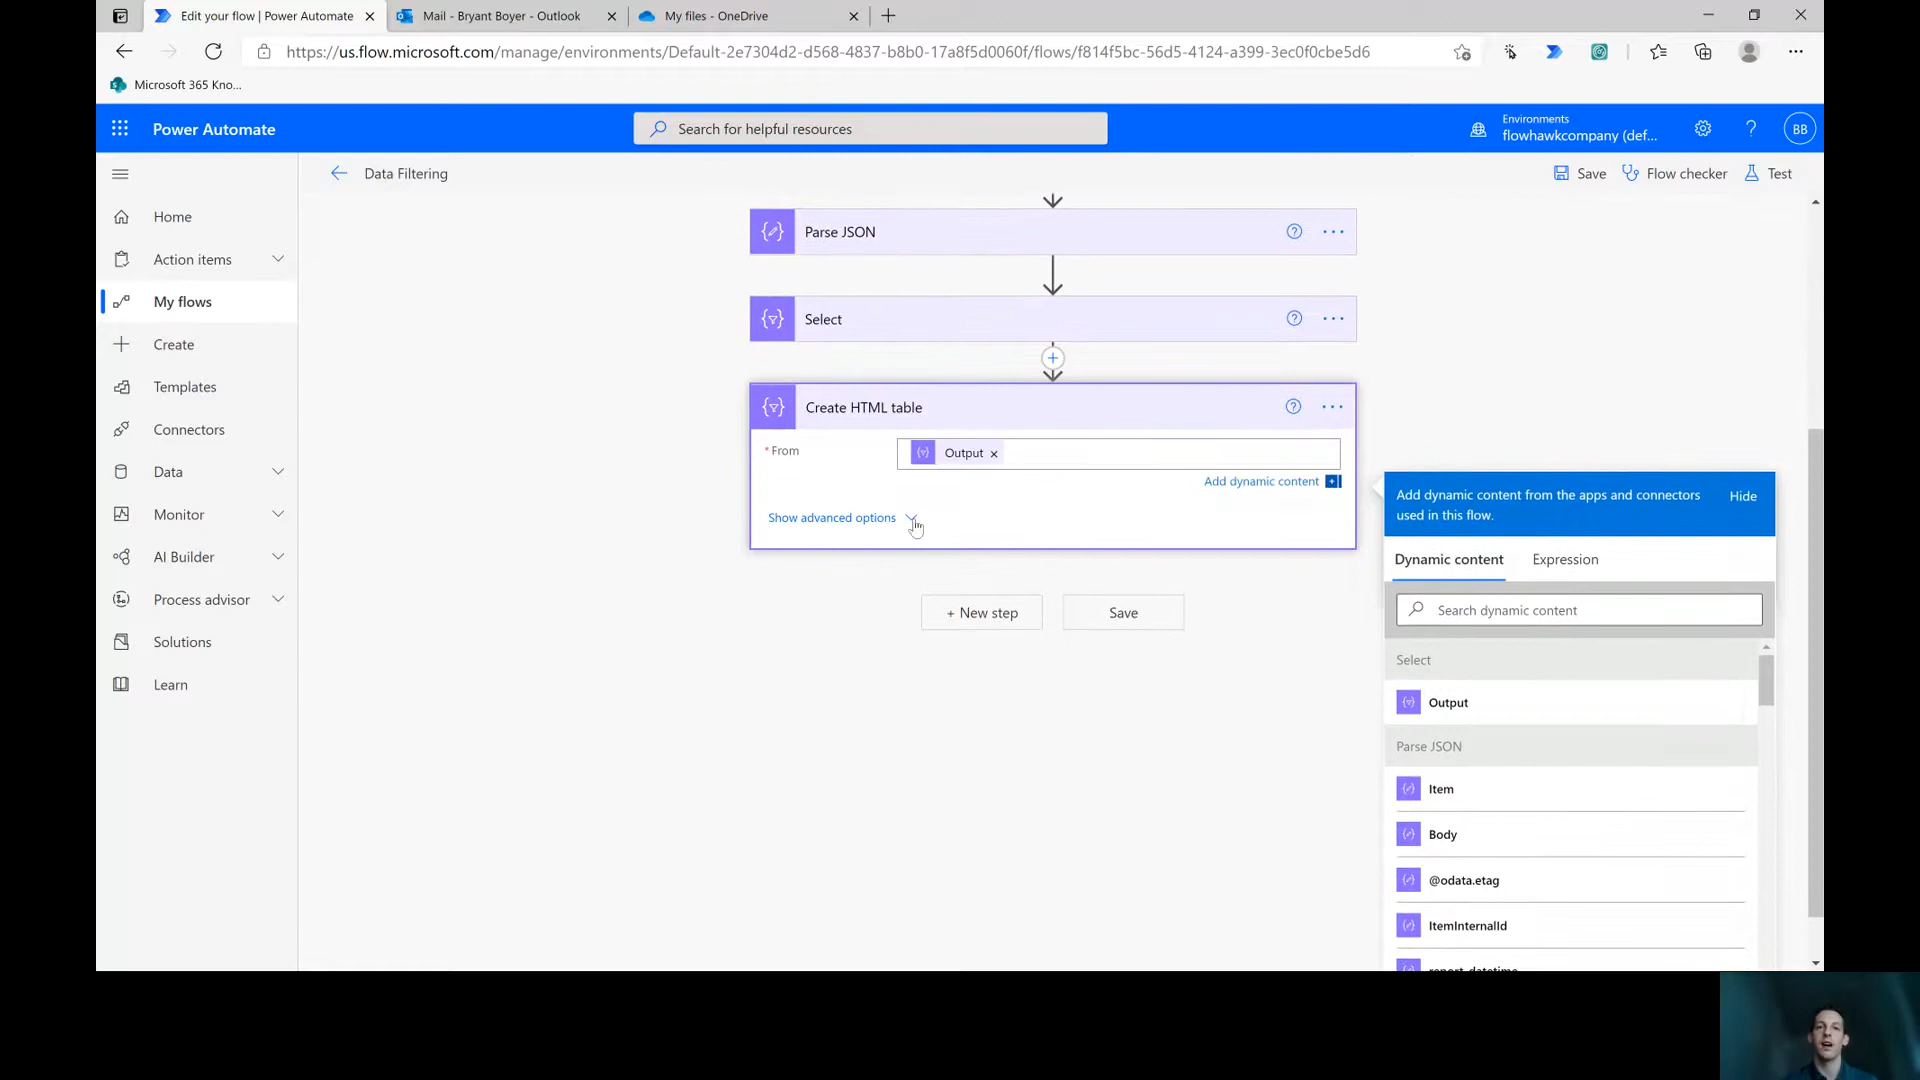 Edit your flow | Power Automate
Mail - Bryant Boyer - Outlook
My files - OneDrive
https://us.flow.microsoft.com/manage/environments/Default-2e7304d2-d568-4837-b8b0-17a8f5d0060f/flows/f814f5bc-56d5-4124-a399-3ec0f0cbe5d6
Microsoft 365 Kno...
Power Automate
Search for helpful resources
Environments
flowhawkcompany (def...
BB
Data Filtering
Save
Flow checker
Test
Home
Action items
My flows
Create
Templates
Connectors
Data
Monitor
AI Builder
Process advisor
Solutions
Learn
Parse JSON
Select
Create HTML table
* From
Output
Add dynamic content
Show advanced options
+ New step
Save
Add dynamic content from the apps and connectors
used in this flow.
Hide
Dynamic content
Expression
Search dynamic content
Select
Output
Parse JSON
Item
Body
@odata.etag
ItemInternalId
report_datetime